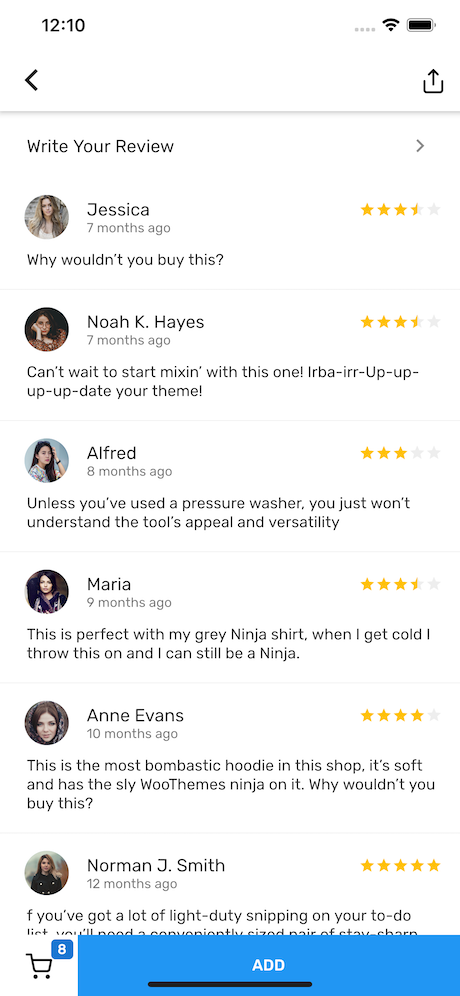 12:10
Write Your Review
Jessica
7 months ago
Why wouldn't you buy this?
Noah K. Hayes
7 months ago
Can't wait to start mixin' with this one! Irba-irr-Up-up-
up-up-date your theme!
Alfred
8 months ago
Unless you've used a pressure washer, you just won't
understand the tool's appeal and versatility
Maria
9 months ago
This is perfect with my grey Ninja shirt, when I get cold I
throw this on and I can still be a Ninja.
Anne Evans
10 months ago
This is the most bombastic hoodie in this shop, it's soft
and has the sly WooThemes ninja on it. Why wouldn't you
buy this?
Norman J. Smith
12 months ago
f you've got a lot of light-duty snipping on your to-do
list, you'll need a conveniently sized pair of stay-sharp
8
ADD